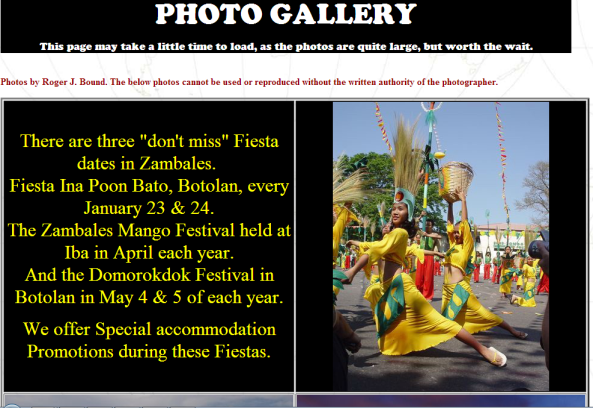 PHOTO GALLERY
This page may take a little time to load, as the photos are quite large, but worth the wait.
Photos by Roger J. Bound. The below photos cannot be used or reproduced without the written authority of the photographer.
There are three "don't miss" Fiesta
dates in Zambales.
Fiesta Ina Poon Bato, Botolan, every
January 23 & 24.
The Zambales Mango Festival held at
Iba in April each year.
And the Domorokdok Festival in
Botolan in May 4 & 5 of each year.
We offer Special accommodation
Promotions during these Fiestas.